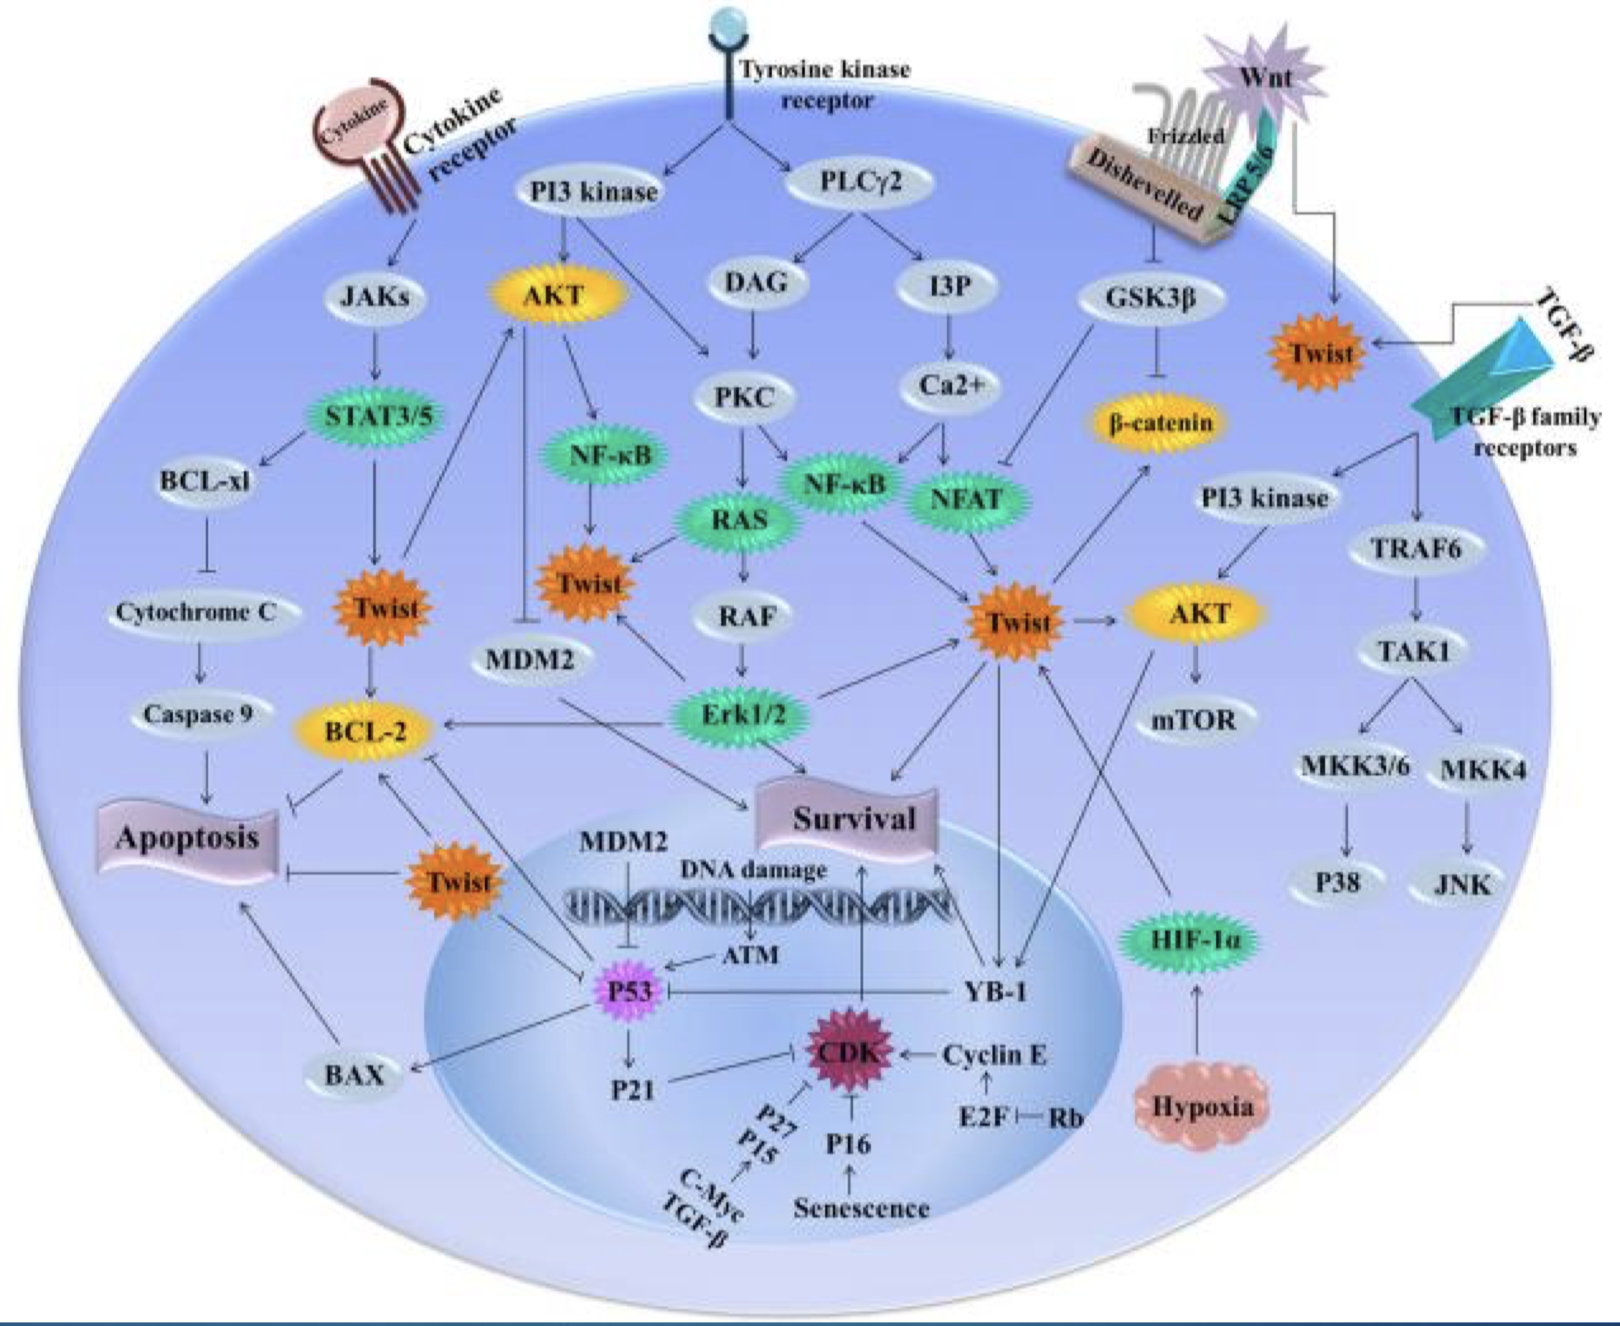 Tyrosine kinase
receptor
Wnt
Cytokine
Cytokine
receptor
Frizzled
Dishevelled
LRP 5/6
PI3 kinase
PLCγ2
JAKs
AKT
DAG
I3P
GSK3β
Twist
TGF-β
TGF-β family
receptors
STAT3/5
PKC
Ca2+
β-catenin
BCL-xl
NF-κB
NF-κB
NFAT
PI3 kinase
RAS
TRAF6
Cytochrome C
Twist
Twist
RAF
Twist
AKT
TAK1
MDM2
Caspase 9
BCL-2
Erk1/2
mTOR
MKK3/6
MKK4
Apoptosis
Survival
MDM2
DNA damage
Twist
P38
JNK
ATM
HIF-1α
P53
YB-1
BAX
P21
CDK
Cyclin E
Hypoxia
P27
P15
P16
E2F
Rb
C-Myc
TGF-β
Senescence